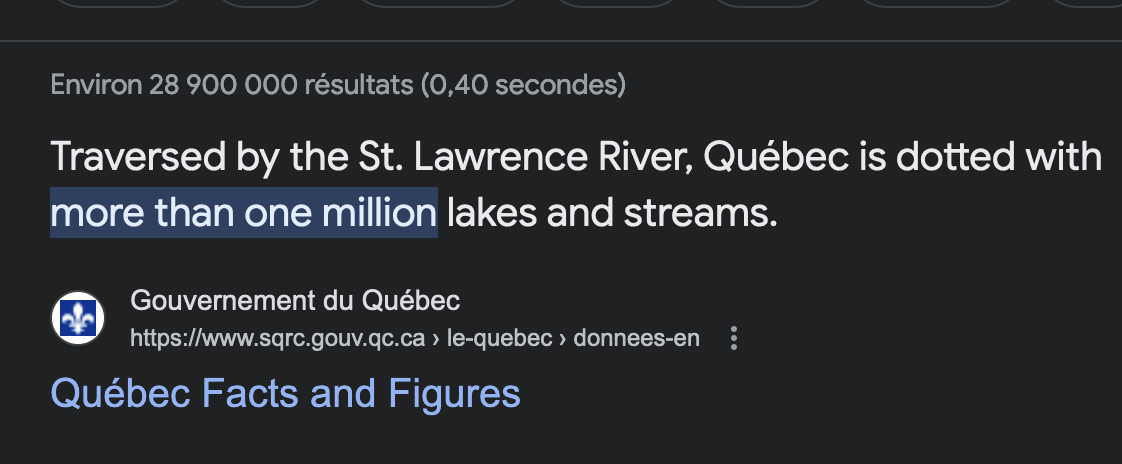 Environ 28 900 000 résultats (0,40 secondes)
Traversed by the St. Lawrence River, Québec is dotted with
more than one million lakes and streams.
Gouvernement du Québec
https://www.sqrc.gouv.qc.ca › le-quebec › donnees-en
Québec Facts and Figures